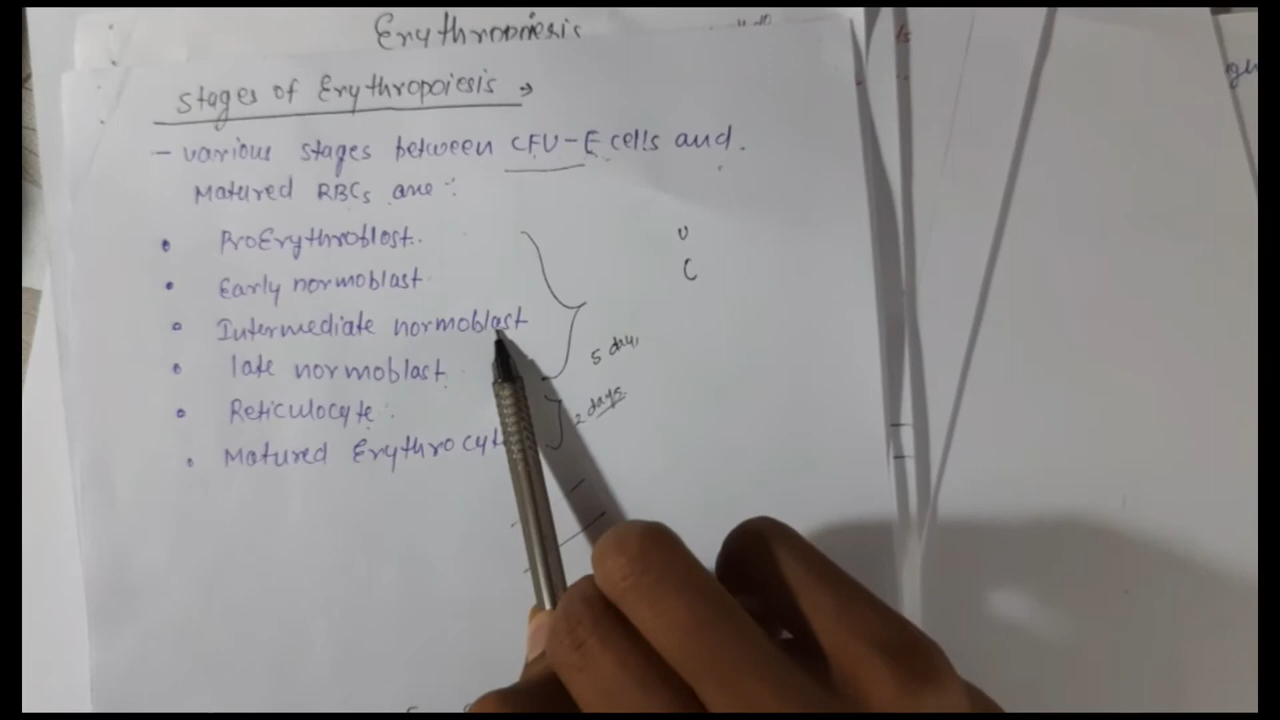 Erythropoiesis
Stages of Erythropoiesis →
- various stages between CFU-E cells and
Matured RBCs are :
• ProErythroblast.
• Early normoblast
• Intermediate normoblast
• late normoblast
• Reticulocyte
• Matured Erythrocyt
5 days
2 days
U
C